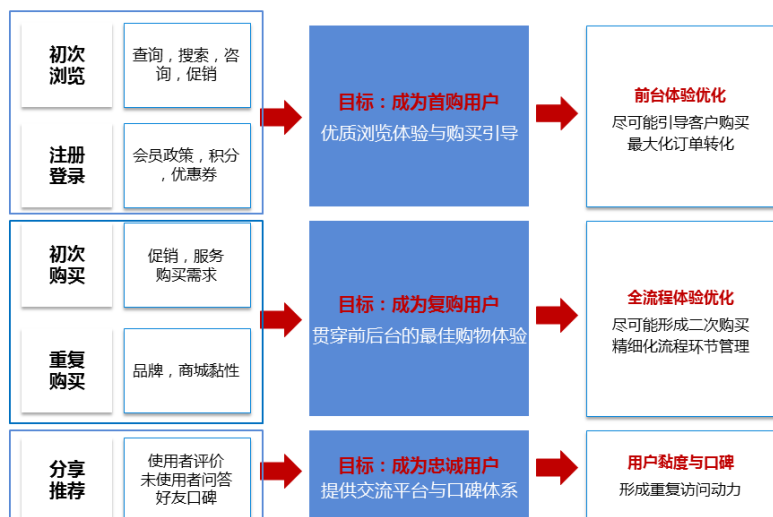 初次
浏览
查询，搜索，咨
询，促销
注册
登录
会员政策，积分
，优惠券
目标：成为首购用户
优质浏览体验与购买引导
前台体验优化
尽可能引导客户购买
最大化订单转化
初次
购买
促销，服务
购买需求
重复
购买
品牌，商城黏性
目标：成为复购用户
贯穿前后台的最佳购物体验
全流程体验优化
尽可能形成二次购买
精细化流程环节管理
分享
推荐
使用者评价
未使用者问答
好友口碑
目标：成为忠诚用户
提供交流平台与口碑体系
用户黏度与口碑
形成重复访问动力